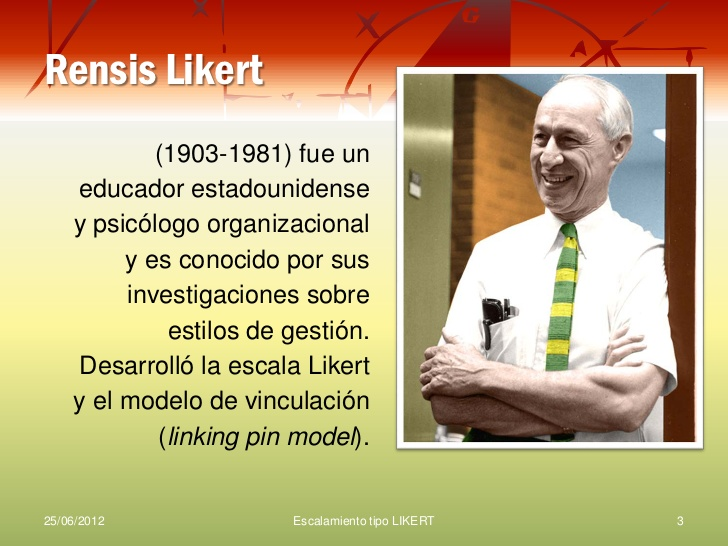 Rensis Likert
(1903-1981) fue un
educador estadounidense
y psicólogo organizacional
y es conocido por sus
investigaciones sobre
estilos de gestión.
Desarrolló la escala Likert
y el modelo de vinculación
(linking pin model).
25/06/2012
Escalamiento tipo LIKERT
3